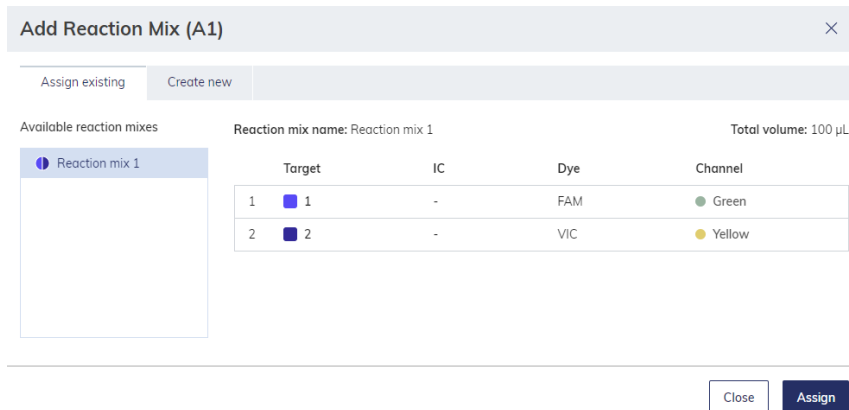 Add Reaction Mix (A1)
Assign existing Create new
Available reaction mixes
Reaction mix 1
Reaction mix name: Reaction mix 1 Total volume: 100 µL
Target IC Dye Channel
1 1 - FAM Green
2 2 - VIC Yellow
Close Assign